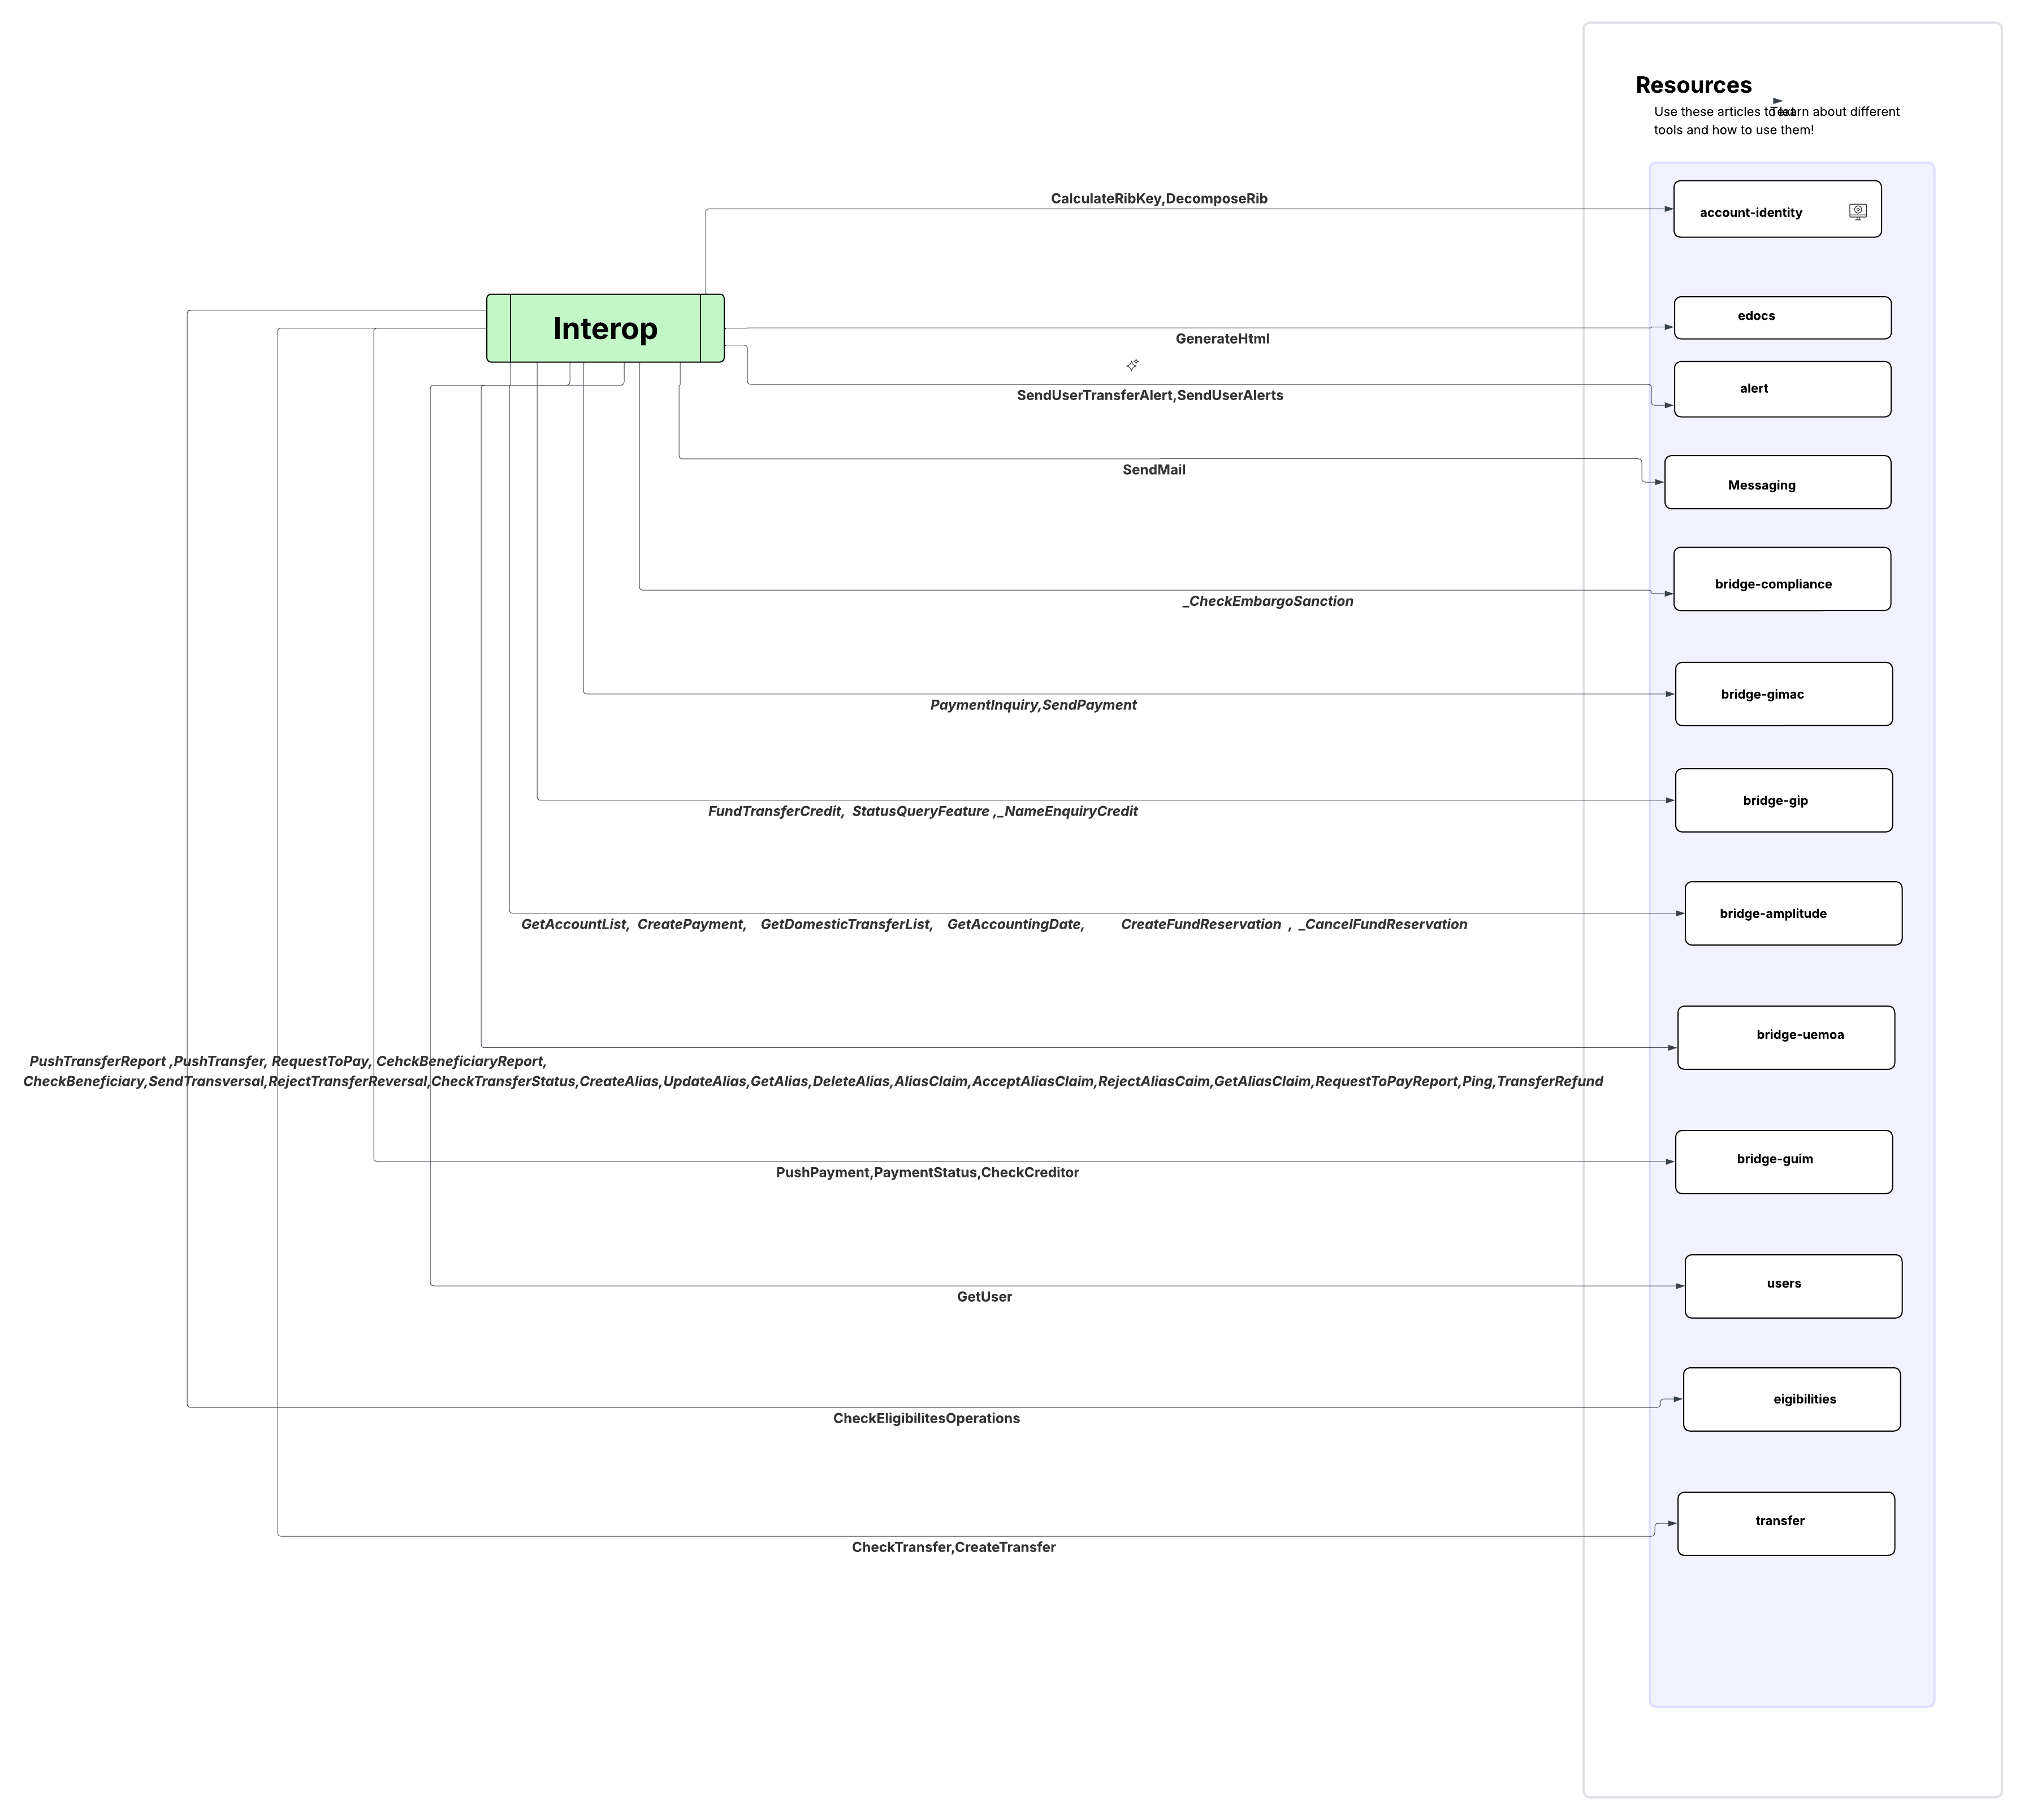 Resources
Use these articles to learn about different
Text
tools and how to use them!
CalculateRibKey,DecomposeRib
account-identity
Interop
edocs
GenerateHtml
alert
SendUserTransferAlert,SendUserAlerts
SendMail
Messaging
bridge-compliance
_CheckEmbargoSanction
bridge-gimac
PaymentInquiry,SendPayment
bridge-gip
FundTransferCredit, StatusQueryFeature ,_NameEnquiryCredit
bridge-amplitude
GetAccountList, CreatePayment, GetDomesticTransferList, GetAccountingDate, CreateFundReservation , _CancelFundReservation
bridge-uemoa
PushTransferReport ,PushTransfer, RequestToPay, CehckBeneficiaryReport,
CheckBeneficiary,SendTransversal,RejectTransferReversal,CheckTransferStatus,CreateAlias,UpdateAlias,GetAlias,DeleteAlias,AliasClaim,AcceptAliasClaim,RejectAliasCaim,GetAliasClaim,RequestToPayReport,Ping,TransferRefund
bridge-guim
PushPayment,PaymentStatus,CheckCreditor
users
GetUser
eigibilities
CheckEligibilitesOperations
transfer
CheckTransfer,CreateTransfer